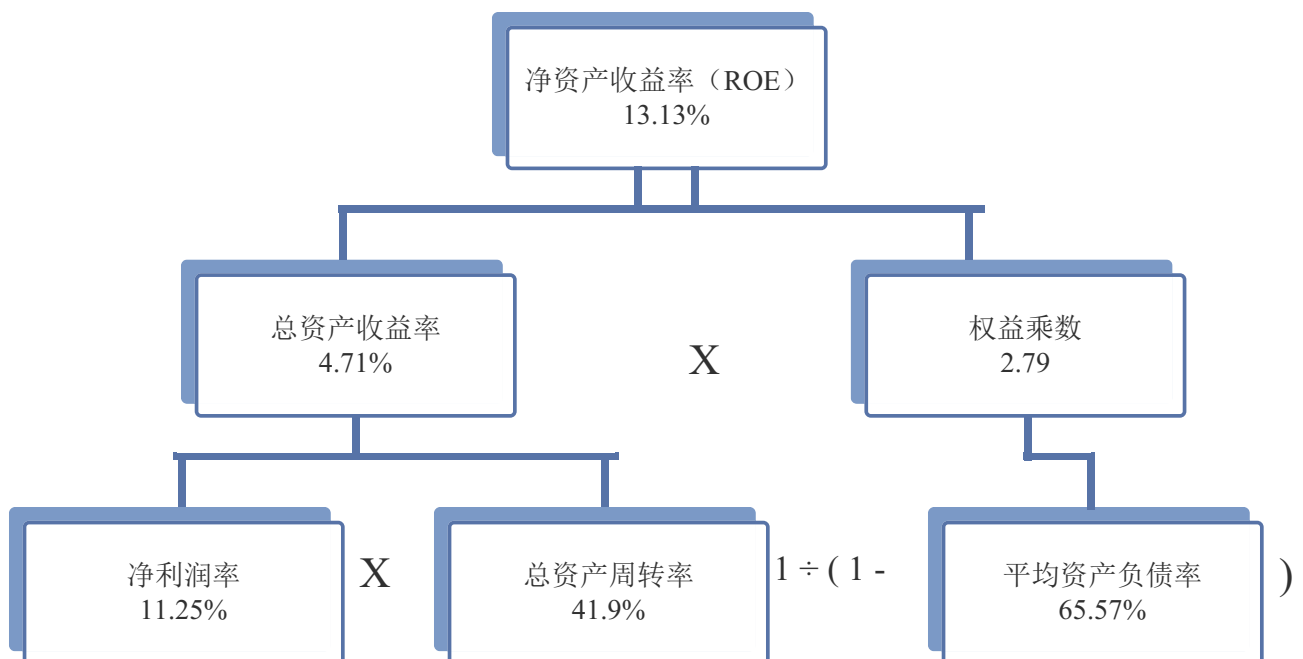 净资产收益率（ROE）
13.13%
总资产收益率
4.71%
X
权益乘数
2.79
净利润率
11.25%
X
总资产周转率
41.9%
1 ÷ ( 1 -
平均资产负债率
65.57%
)